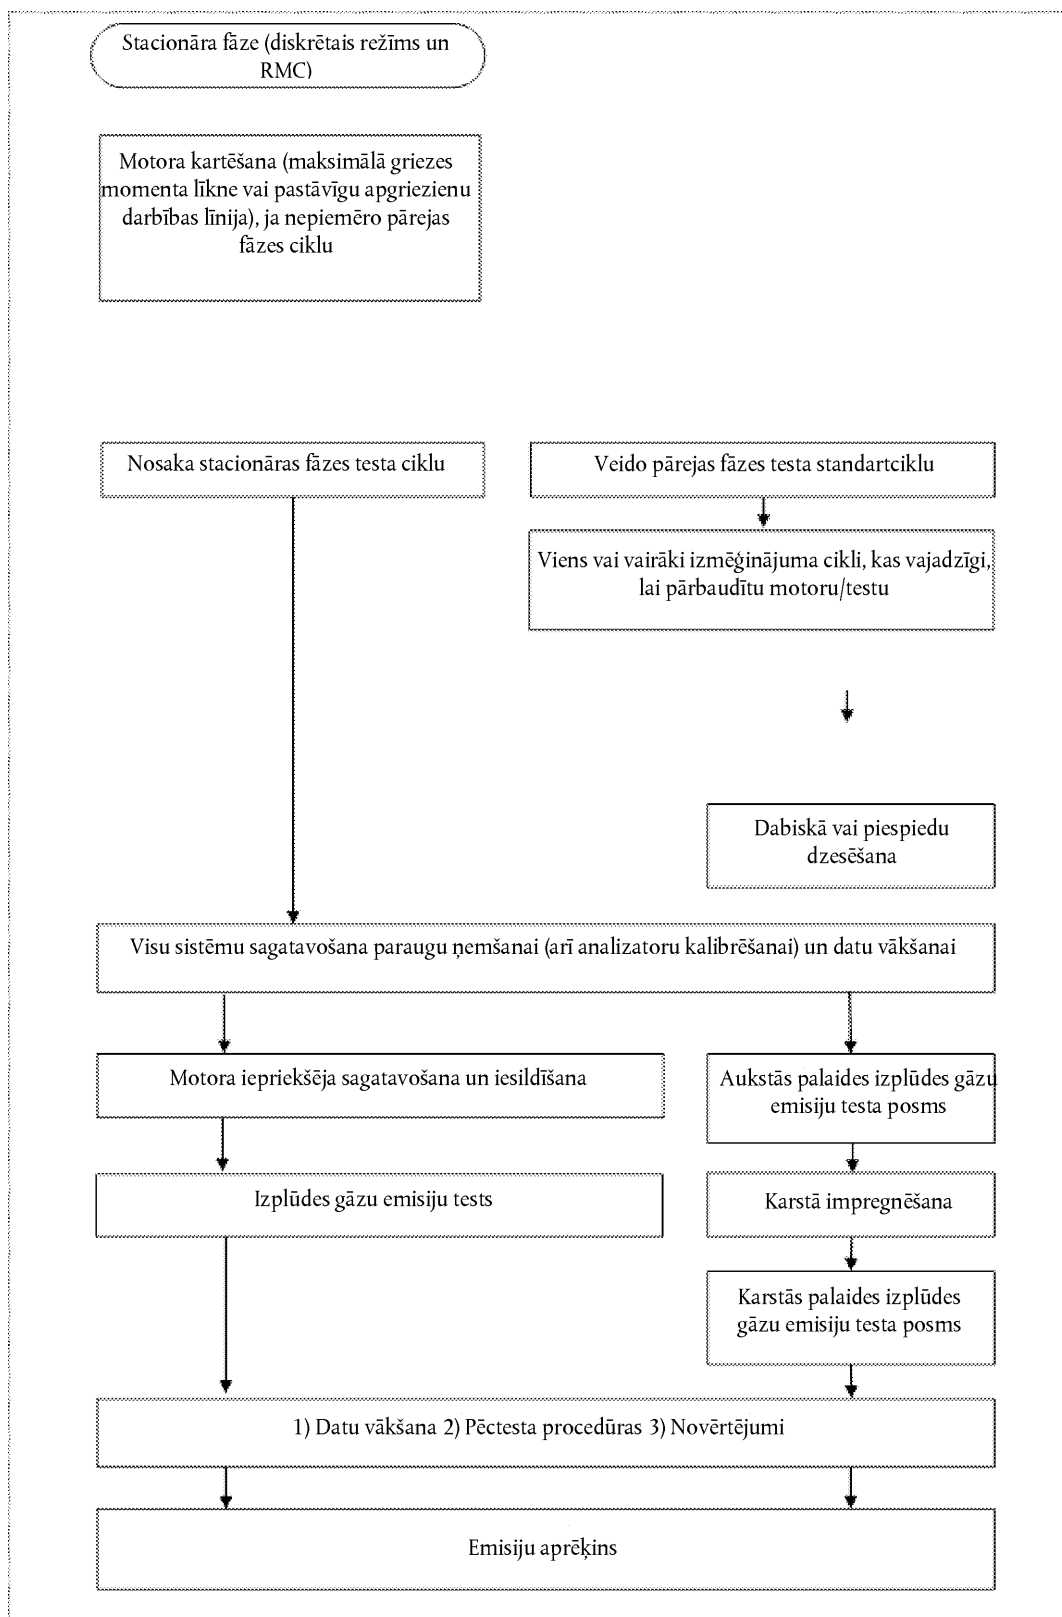 Stacionāra fāze (diskrētais režīms un
RMC)
Motora kartēšana (maksimālā griezes
momenta līkne vai pastāvīgu apgriezienu
darbības līnija), ja nepiemēro pārejas
fāzes ciklu
Nosaka stacionāras fāzes testa ciklu
Veido pārejas fāzes testa standartciklu
Viens vai vairāki izmēģinājuma cikli, kas vajadzīgi,
lai pārbaudītu motoru/testu
Dabiskā vai piespiedu
dzesēšana
Visu sistēmu sagatavošana paraugu ņemšanai (arī analizatoru kalibrēšanai) un datu vākšanai
Motora iepriekšēja sagatavošana un iesildīšana
Aukstās palaides izplūdes gāzu
emisiju testa posms
Izplūdes gāzu emisiju tests
Karstā impregnēšana
Karstās palaides izplūdes
gāzu emisiju testa posms
1) Datu vākšana 2) Pēctesta procedūras 3) Novērtējumi
Emisiju aprēķins